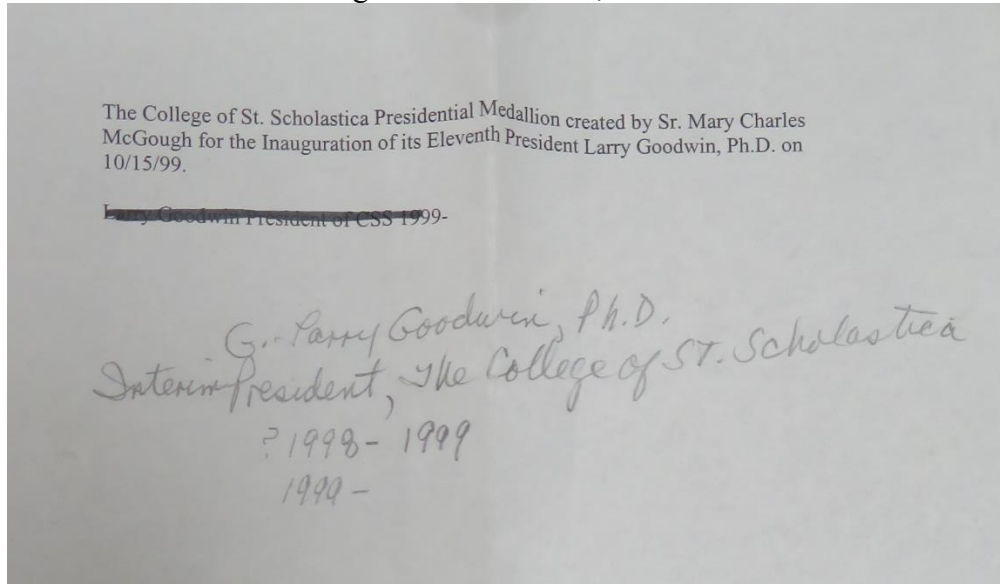 The College of St. Scholastica Presidential Medallion created by Sr. Mary Charles
McGough for the Inauguration of its Eleventh President Larry Goodwin, Ph.D. on
10/15/99.
Larry Goodwin President of CSS 1999-
G. Larry Goodwin, Ph.D.
Interim President, The College of ST. Scholastica
? 1998 - 1999
1999 -